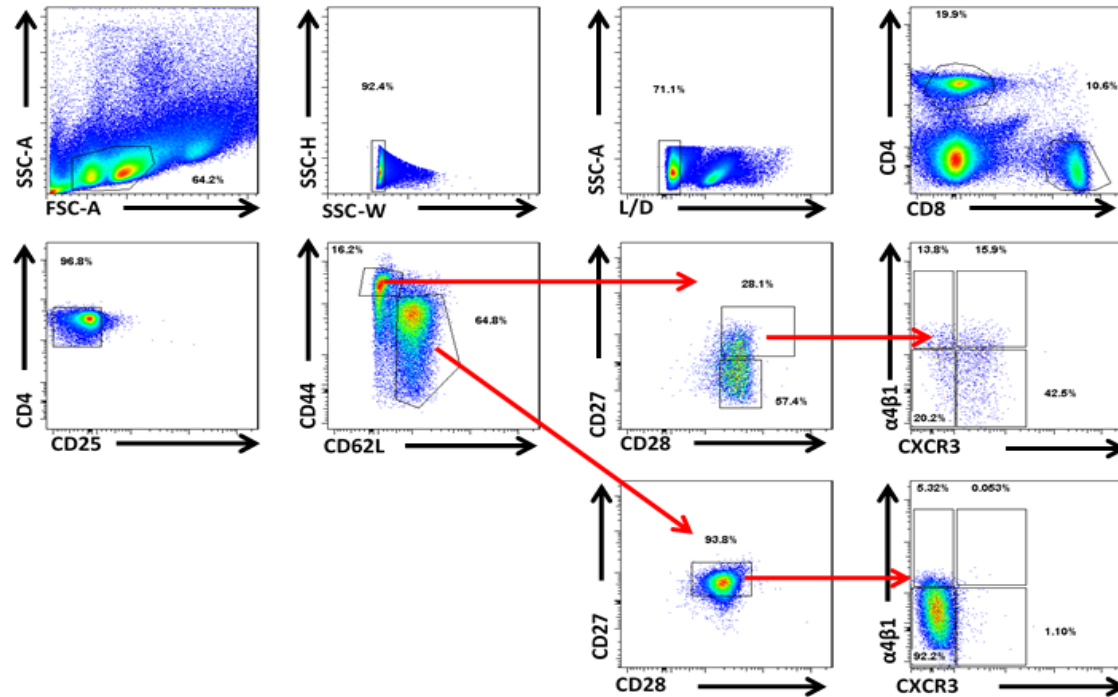 SSC-A
64.2%
FSC-A
92.4%
SSC-H
SSC-W
71.1%
SSC-A
L/D
19.9%
10.6%
CD4
CD8
96.8%
CD4
CD25
16.2%
64.8%
CD44
CD62L
28.1%
57.4%
CD27
CD28
13.8% 15.9%
42.5%
20.2%
α4β1
CXCR3
93.8%
CD27
CD28
5.32% 0.053%
1.10%
92.2%
α4β1
CXCR3